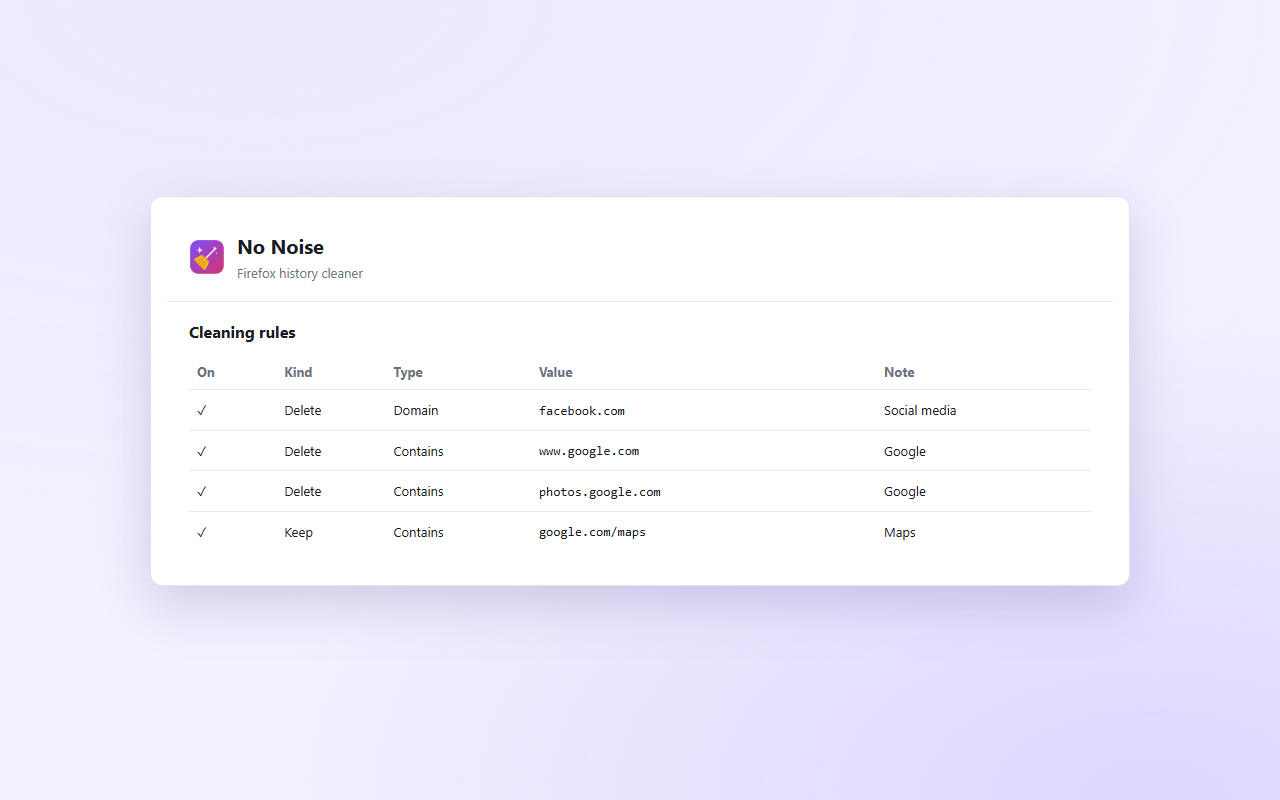 No Noise
Firefox history cleaner
Cleaning rules
On Kind Type Value Note
✓ Delete Domain facebook.com Social media
✓ Delete Contains www.google.com Google
✓ Delete Contains photos.google.com Google
✓ Keep Contains google.com/maps Maps